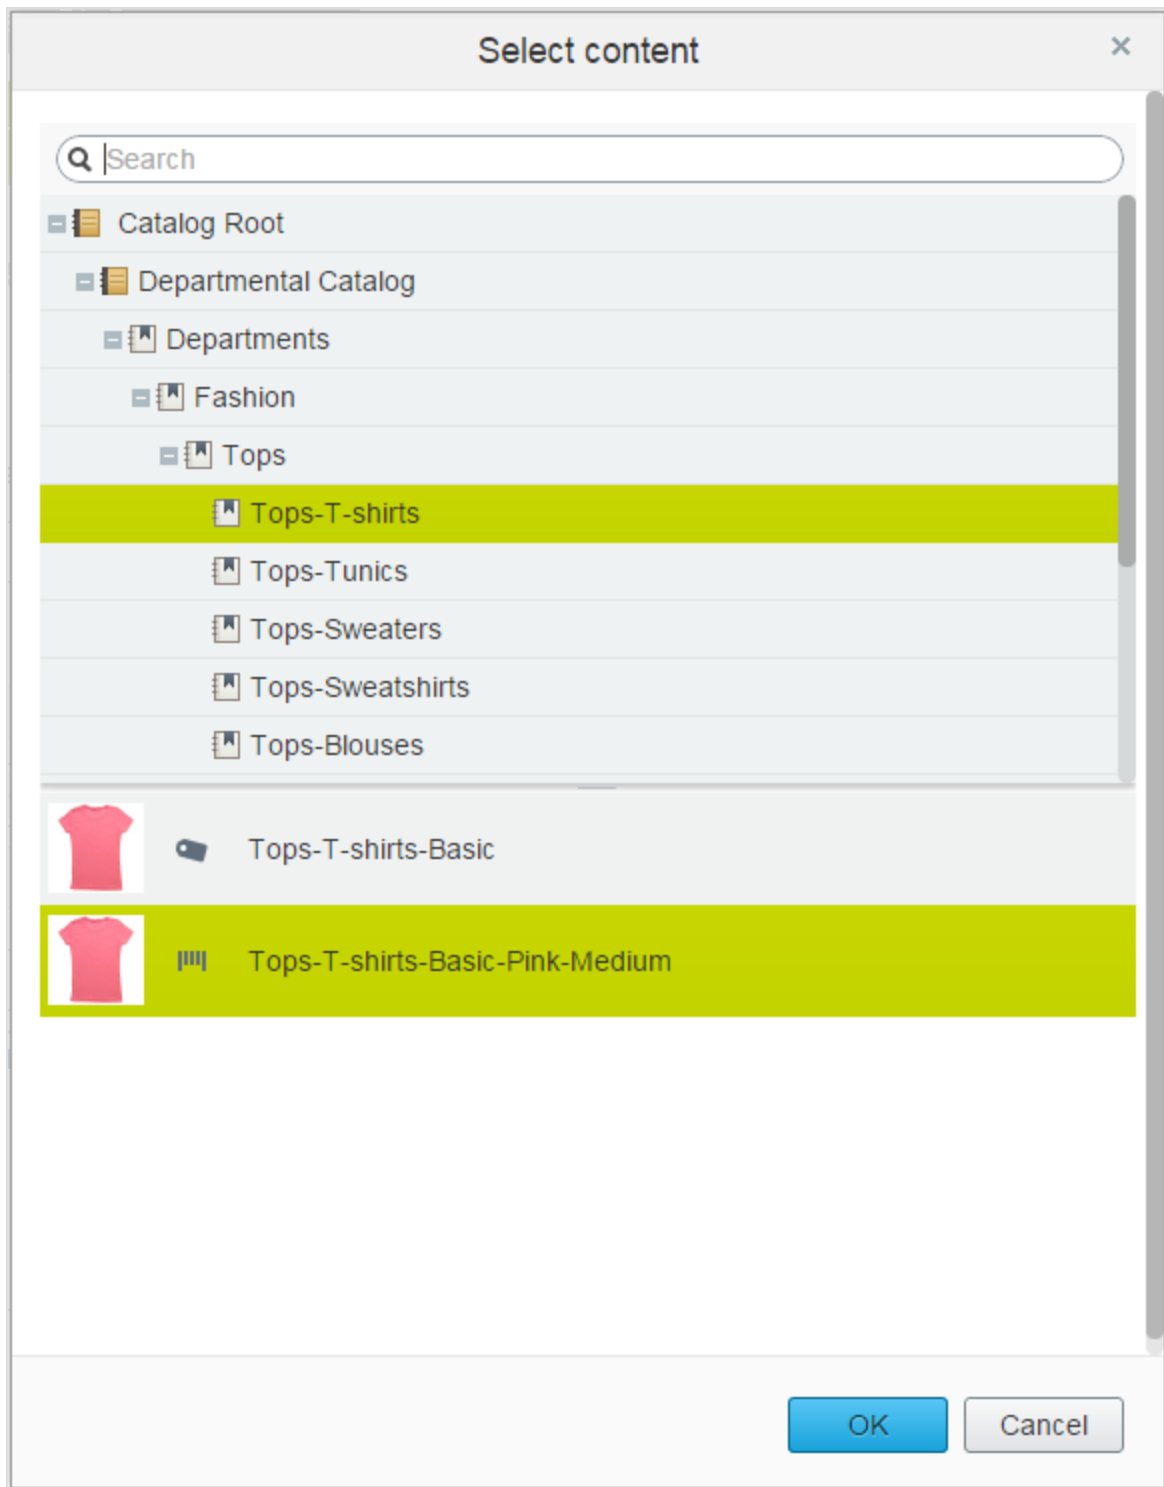 Select content
Search
Catalog Root
Departmental Catalog
Departments
Fashion
Tops
Tops-T-shirts
Tops-Tunics
Tops-Sweaters
Tops-Sweatshirts
Tops-Blouses
Tops-T-shirts-Basic
Tops-T-shirts-Basic-Pink-Medium
OK Cancel